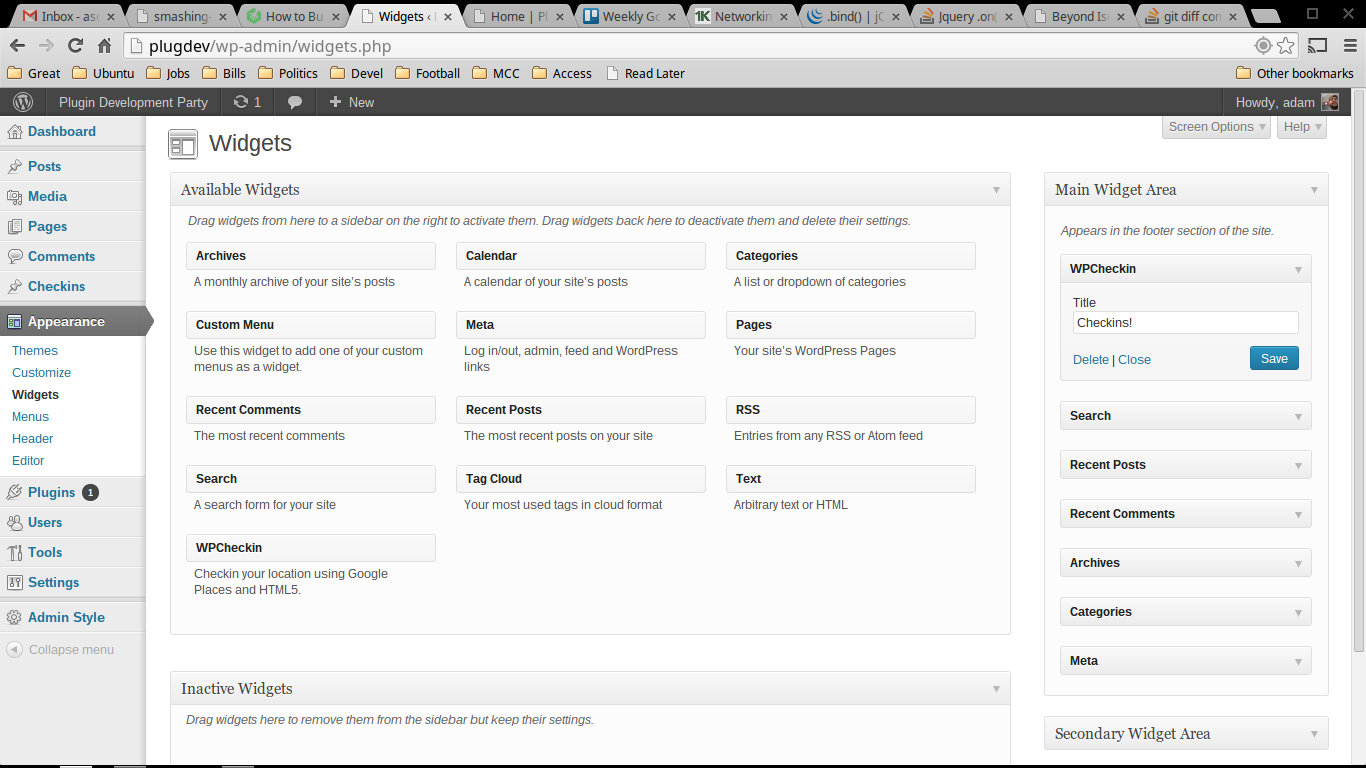 Inbox - as
smashing-
How to Bu
Widgets ‹
Home | Pl
Weekly Go
1K Networkin
.bind() | jC
Jquery .on(
Beyond Is
git diff con
plugdev/wp-admin/widgets.php
Great Ubuntu Jobs Bills Politics Devel Football MCC Access Read Later Other bookmarks
Plugin Development Party 1 + New Howdy, adam
Screen Options Help
Dashboard
Posts
Media
Pages
Comments
Checkins
Appearance
Themes
Customize
Widgets
Menus
Header
Editor
Plugins 1
Users
Tools
Settings
Admin Style
Collapse menu
Widgets
Available Widgets
Drag widgets from here to a sidebar on the right to activate them. Drag widgets back here to deactivate them and delete their settings.
Archives
A monthly archive of your site's posts
Calendar
A calendar of your site's posts
Categories
A list or dropdown of categories
Custom Menu
Use this widget to add one of your custom
menus as a widget.
Meta
Log in/out, admin, feed and WordPress
links
Pages
Your site's WordPress Pages
Recent Comments
The most recent comments
Recent Posts
The most recent posts on your site
RSS
Entries from any RSS or Atom feed
Search
A search form for your site
Tag Cloud
Your most used tags in cloud format
Text
Arbitrary text or HTML
WPCheckin
Checkin your location using Google
Places and HTML5.
Inactive Widgets
Drag widgets here to remove them from the sidebar but keep their settings.
Main Widget Area
Appears in the footer section of the site.
WPCheckin
Title
Checkins!
Delete | Close Save
Search
Recent Posts
Recent Comments
Archives
Categories
Meta
Secondary Widget Area